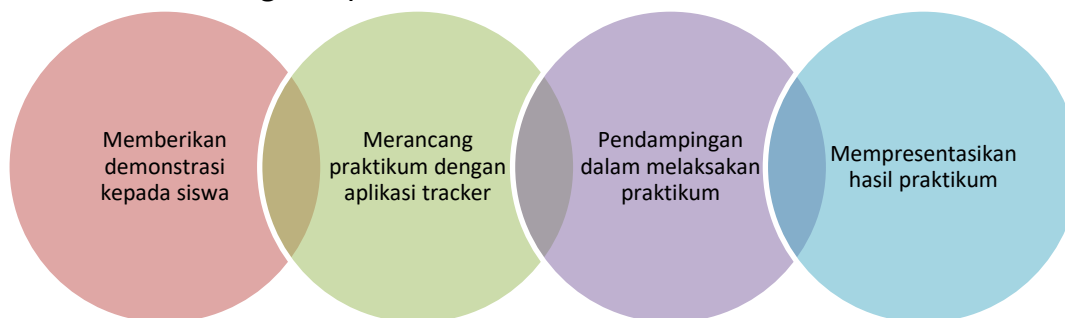 Memberikan
demonstrasi
kepada siswa
Merancang
praktikum dengan
aplikasi tracker
Pendampingan
dalam melaksakan
praktikum
Mempresentasikan
hasil praktikum